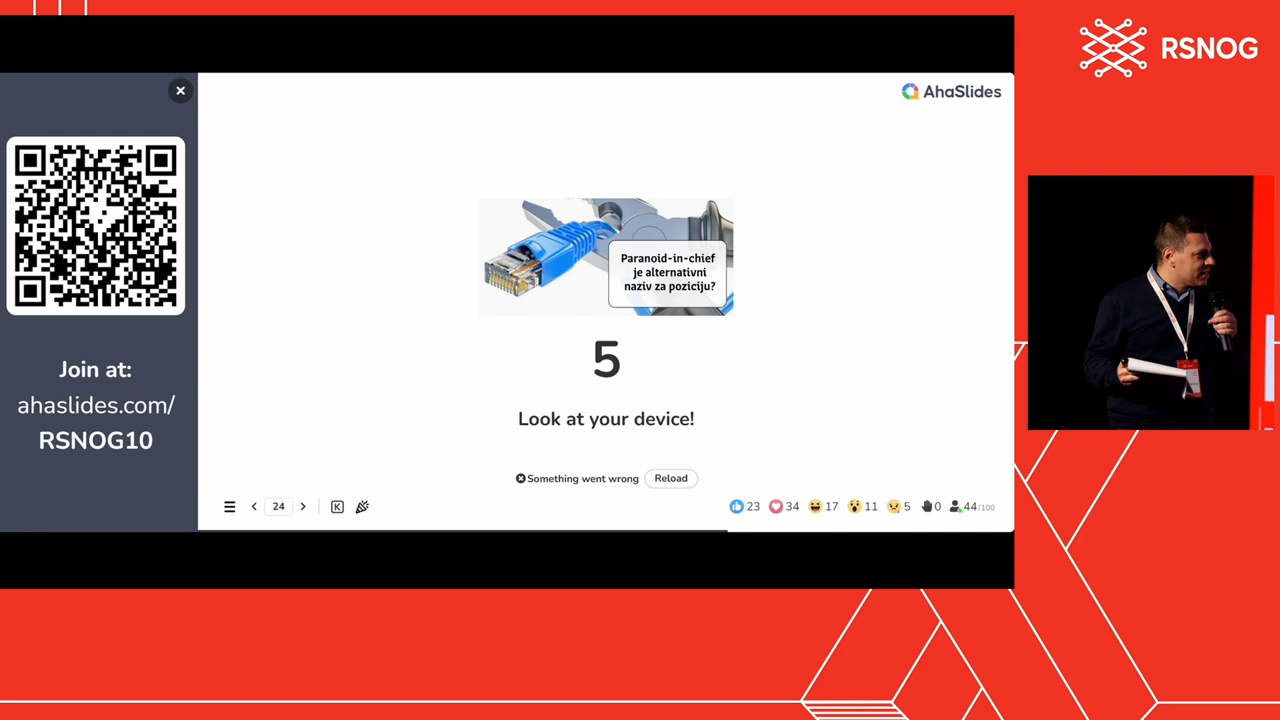 RSNOG
AhaSlides
Paranoid-in-chief
je alternativni
naziv za poziciju?
5
Look at your device!
Something went wrong
Reload
Join at:
ahaslides.com/
RSNOG10
24
K
23
34
17
11
5
0
44/100